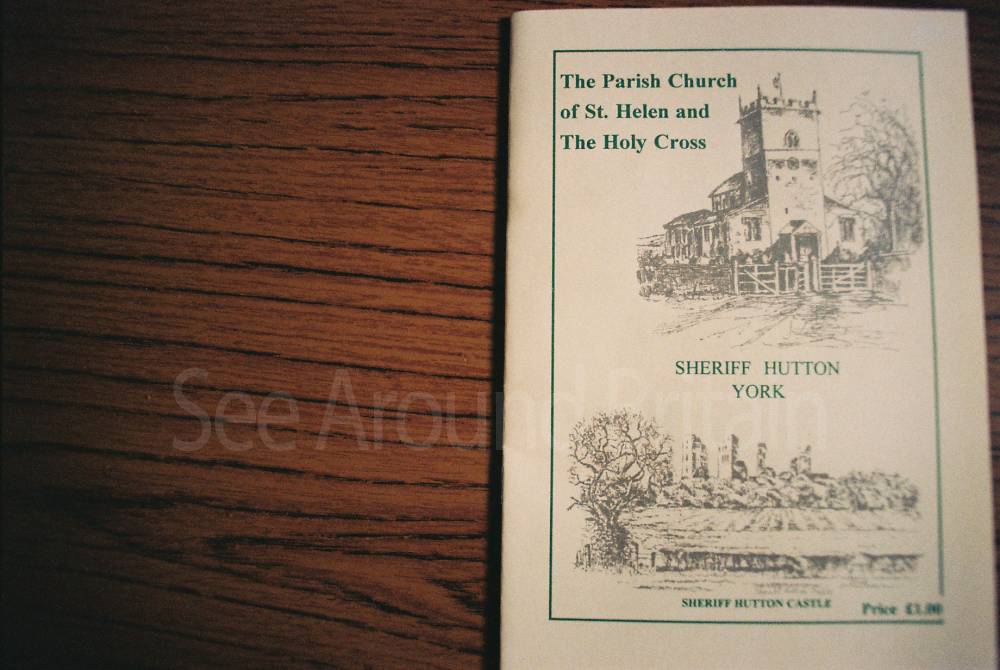 The Parish Church
of St. Helen and
The Holy Cross
SHERIFF HUTTON
YORK
See Around Britain
SHERIFF HUTTON CASTLE
Price £3.00